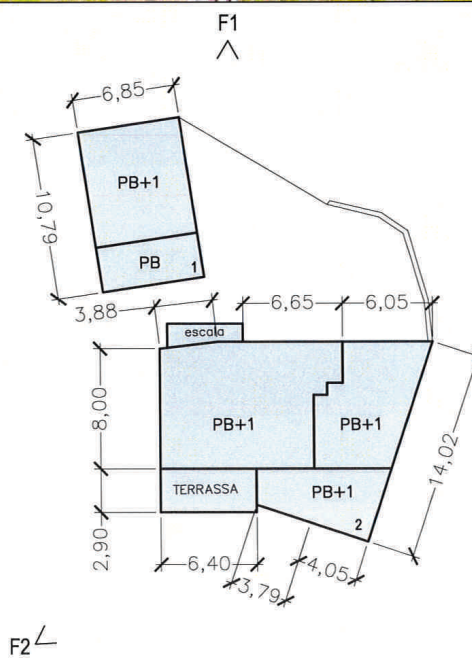 F1
6,85
10,79
PB+1
PB
1
3,88
escala
6,65
6,05
8,00
PB+1
PB+1
14,02
TERRASSA
PB+1
2
2,90
6,40
3,79
4,05
F2